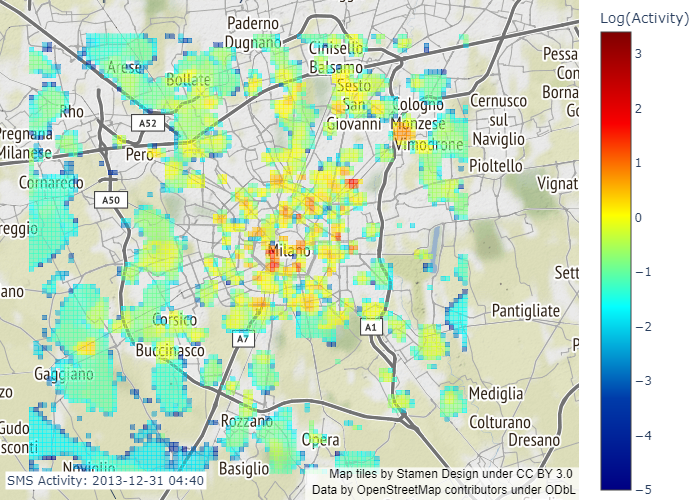 Log(Activity)
Paderno
Dugnano
Cinisello
Balsamo
Arese
Bollate
Sesto
San
Giovanni
Pessa
Con
Borna
Go
Rho
A52
Cologno
Monzese
Cernusco
sul
Naviglio
Pregnana
Milanese
Pero
Vimodrone
Pioltello
Cornaredo
A50
Vignat
reggio
Milano
Sett
ano
Pantigliate
Corsico
A7
A1
Buccinasco
P
Gaggiano
zo
Mediglia
Rozzano
Colturano
Gudo
sconti
Opera
Dresano
Noviglio
Basiglio
SMS Activity: 2013-12-31 04:40
Map tiles by Stamen Design under CC BY 3.0
Data by OpenStreetMap contributors under ODbL
3
2
1
0
−1
−2
−3
−4
−5